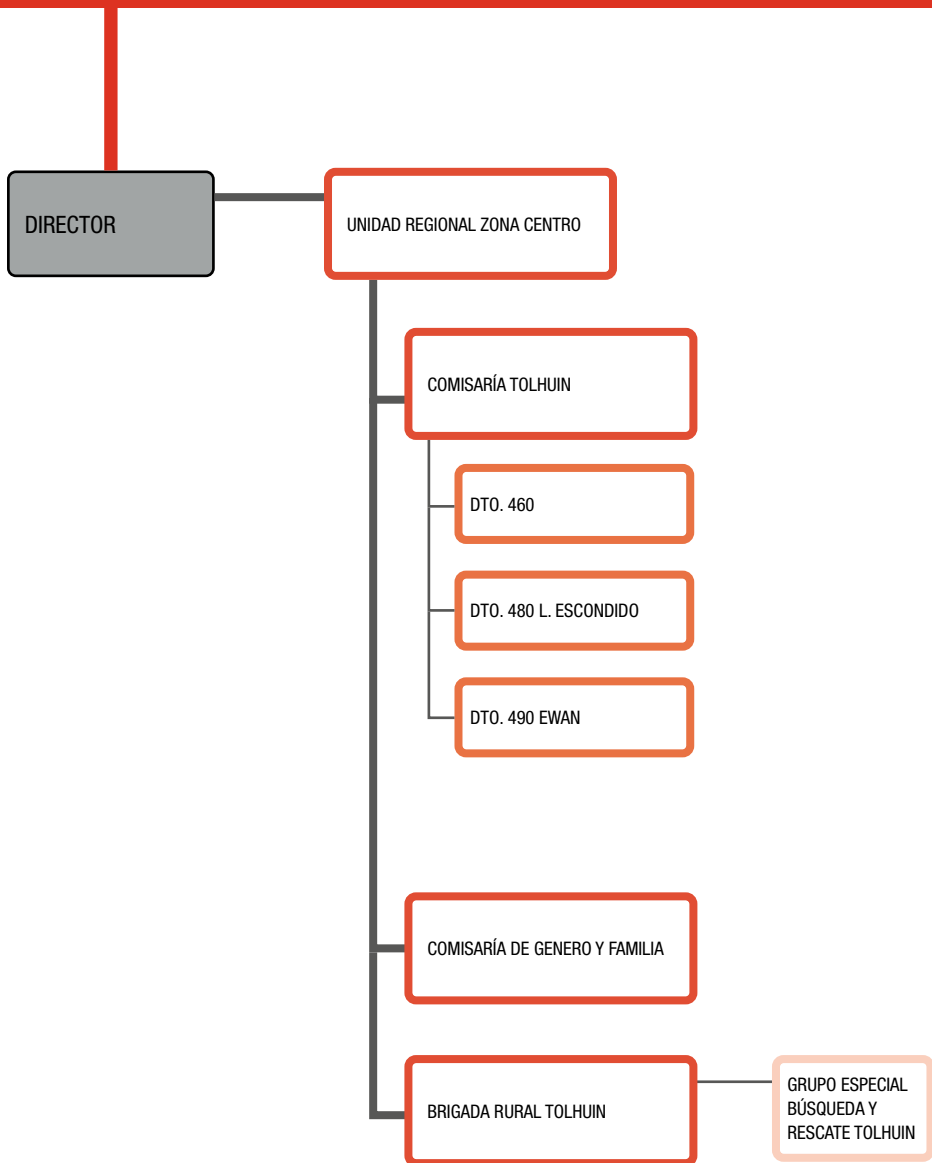 DIRECTOR
UNIDAD REGIONAL ZONA CENTRO
COMISARÍA TOLHUIN
DTO. 460
DTO. 480 L. ESCONDIDO
DTO. 490 EWAN
COMISARÍA DE GENERO Y FAMILIA
BRIGADA RURAL TOLHUIN
GRUPO ESPECIAL
BÚSQUEDA Y
RESCATE TOLHUIN